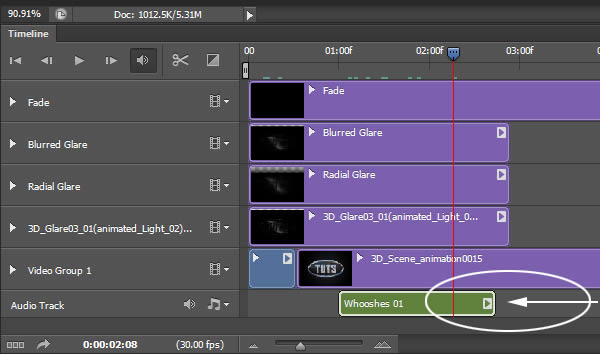 90.91% Doc: 1012.5K/5.31M
Timeline
00 01:00f 02:00f 03:00f
Fade Fade
Blurred Glare Blurred Glare
Radial Glare Radial Glare
3D_Glare03_01(animated_Light_02)... 3D_Glare03_01(animated_Light_0...
Video Group 1 TUTS 3D_Scene_animation0015
Audio Track Whooshes 01
0:00:02:08 (30.00 fps)